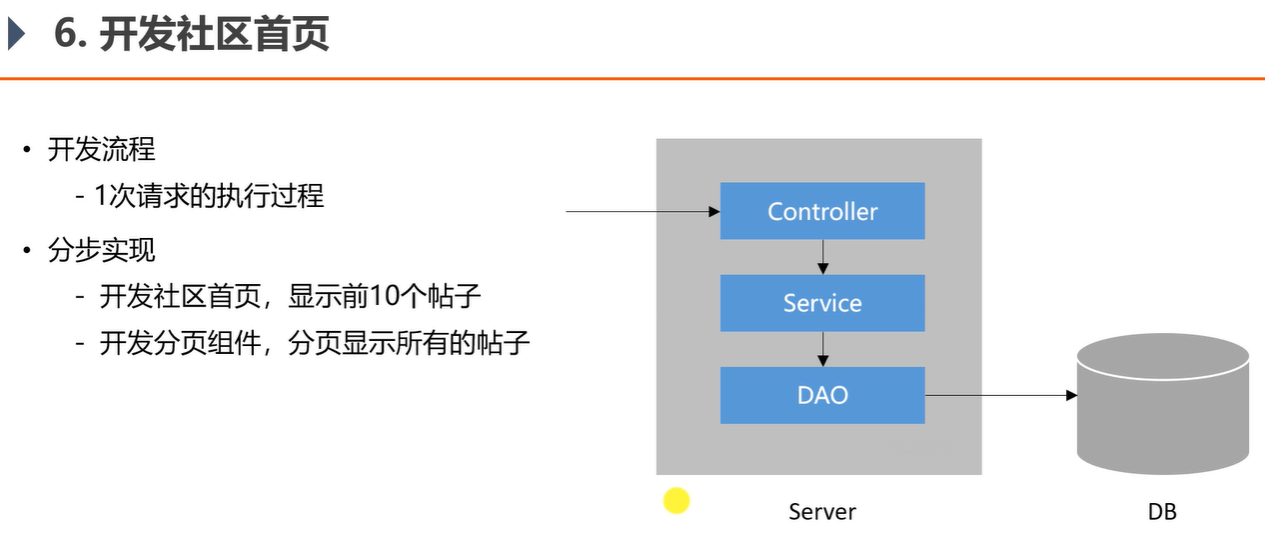 6. 开发社区首页
• 开发流程
- 1次请求的执行过程
• 分步实现
- 开发社区首页，显示前10个帖子
- 开发分页组件，分页显示所有的帖子
Controller
Service
DAO
Server
DB